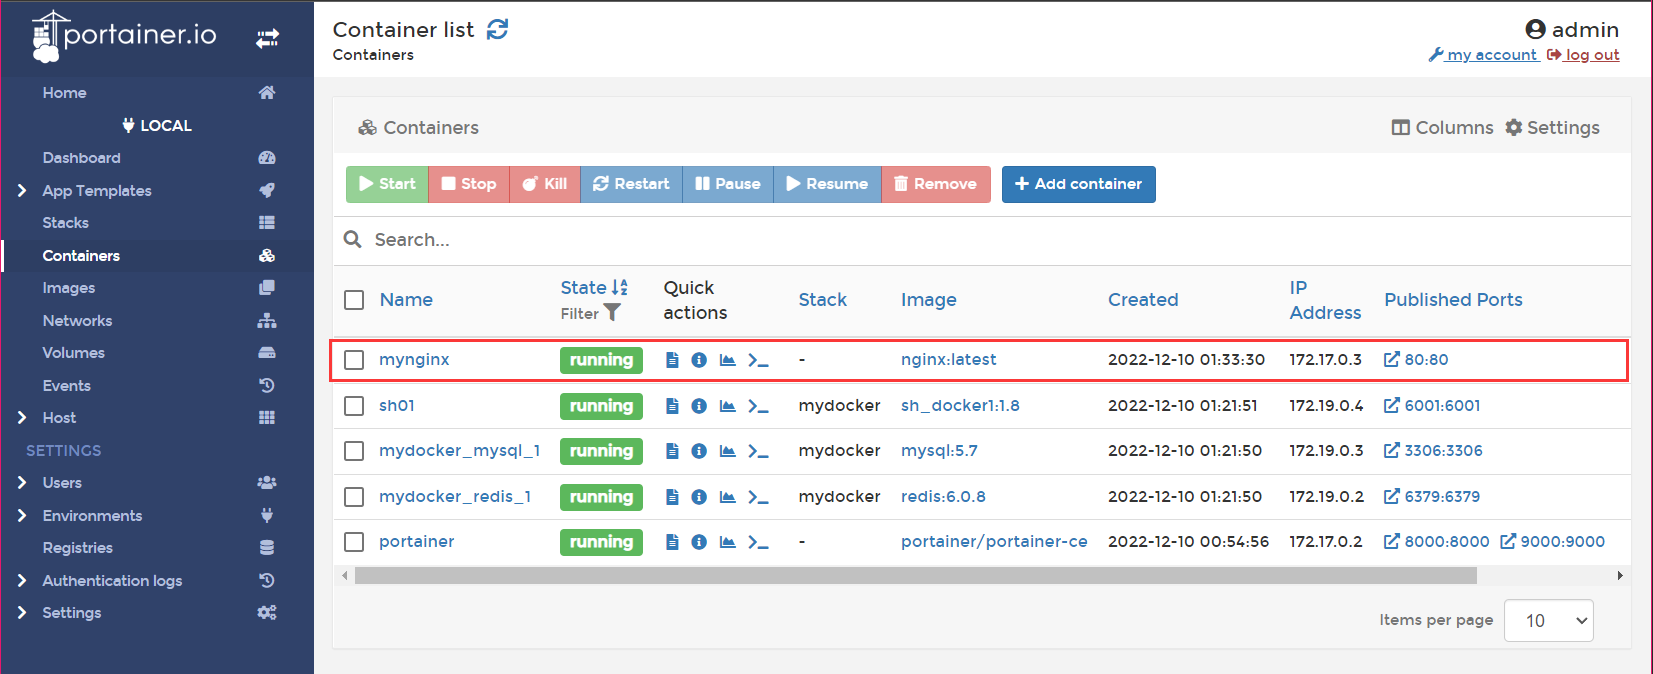 portainer.io
Home
LOCAL
Dashboard
App Templates
Stacks
Containers
Images
Networks
Volumes
Events
Host
SETTINGS
Users
Environments
Registries
Authentication logs
Settings
Container list
Containers
admin
my account log out
Containers
Columns Settings
Start Stop Kill Restart Pause Resume Remove + Add container
Search...
Name State Filter Quick actions Stack Image Created IP Address Published Ports
mynginx running - nginx:latest 2022-12-10 01:33:30 172.17.0.3 80:80
sh01 running mydocker sh_docker1:1.8 2022-12-10 01:21:51 172.19.0.4 6001:6001
mydocker_mysql_1 running mydocker mysql:5.7 2022-12-10 01:21:50 172.19.0.3 3306:3306
mydocker_redis_1 running mydocker redis:6.0.8 2022-12-10 01:21:50 172.19.0.2 6379:6379
portainer running - portainer/portainer-ce 2022-12-10 00:54:56 172.17.0.2 8000:8000 9000:9000
Items per page 10